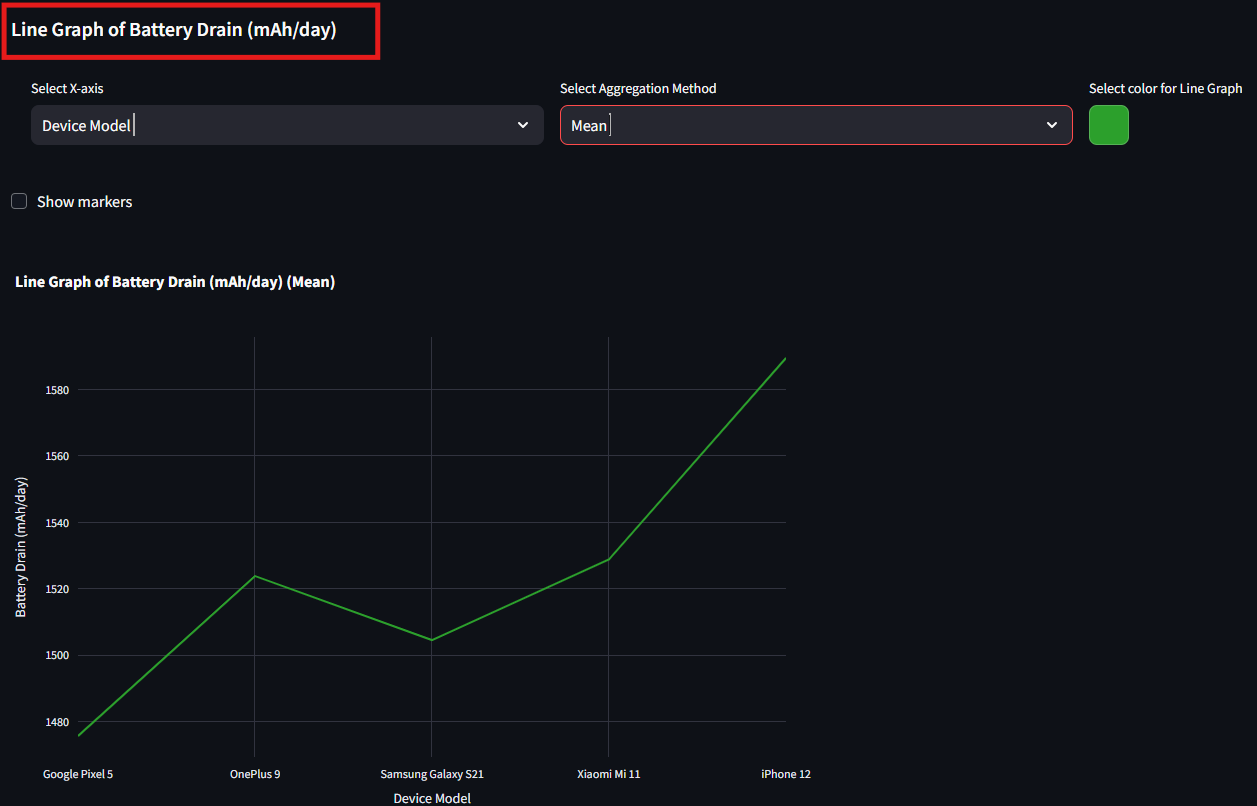 Line Graph of Battery Drain (mAh/day)
Select X-axis
Select Aggregation Method
Select color for Line Graph
Device Model
Mean
Show markers
Line Graph of Battery Drain (mAh/day) (Mean)
1580
1560
1540
1520
1500
1480
Battery Drain (mAh/day)
Google Pixel 5
OnePlus 9
Samsung Galaxy S21
Xiaomi Mi 11
iPhone 12
Device Model